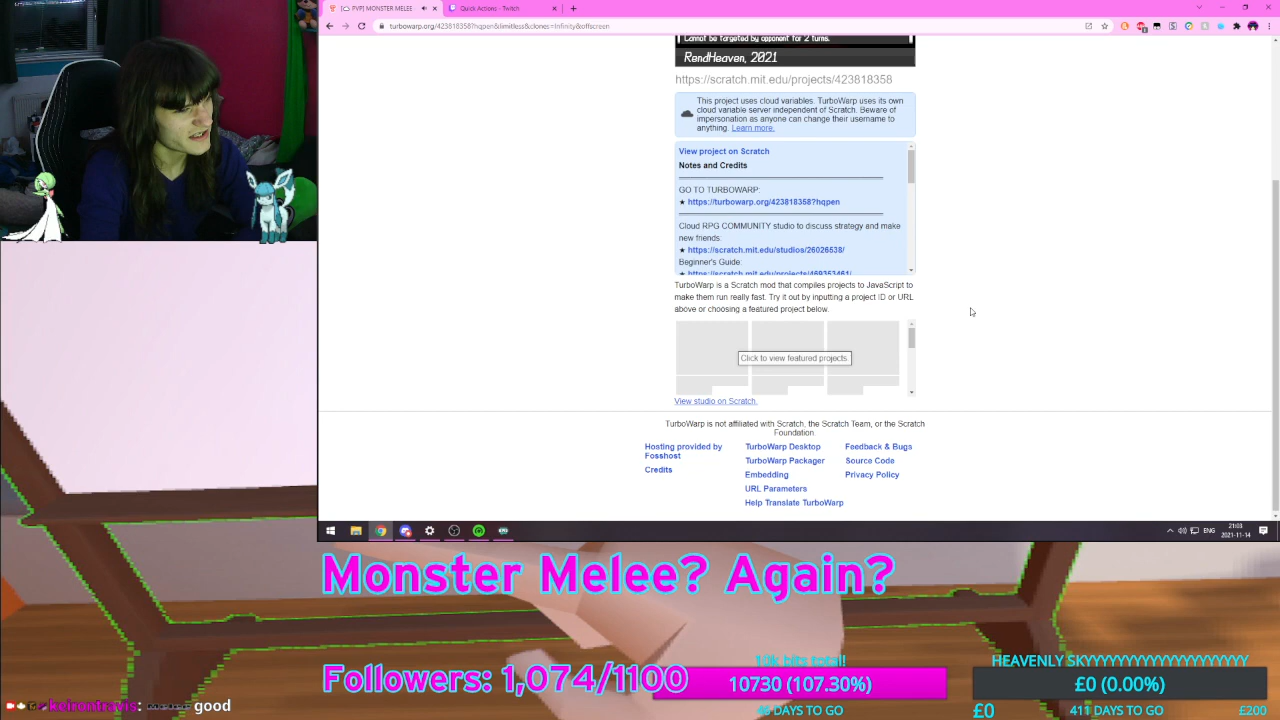 [☁ PVP] MONSTER MELEE
Quick Actions - Twitch
turbowarp.org/423818358?hqpen&limitless&clones=Infinity&offscreen
Cannot be targeted by opponent for 2 turns.
RendHeaven, 2021
https://scratch.mit.edu/projects/423818358
This project uses cloud variables. TurboWarp uses its own
cloud variable server independent of Scratch. Beware of
impersonation as anyone can change their username to
anything. Learn more.
View project on Scratch
Notes and Credits
GO TO TURBOWARP:
★ https://turbowarp.org/423818358?hqpen
Cloud RPG COMMUNITY studio to discuss strategy and make
new friends:
★ https://scratch.mit.edu/studios/26026538/
Beginner's Guide:
★ https://scratch.mit.edu/projects/469353461/
TurboWarp is a Scratch mod that compiles projects to JavaScript to
make them run really fast. Try it out by inputting a project ID or URL
above or choosing a featured project below.
Click to view featured projects.
View studio on Scratch.
TurboWarp is not affiliated with Scratch, the Scratch Team, or the Scratch
Foundation.
Hosting provided by
Fosshost
Credits
TurboWarp Desktop
TurboWarp Packager
Embedding
URL Parameters
Help Translate TurboWarp
Feedback & Bugs
Source Code
Privacy Policy
ENG
21:03
2021-11-14
Monster Melee? Again?
Followers: 1,074/1100
10k bits total!
10730 (107.30%)
DAYS TO GO
HEAVENLY SKYYYYYYYYYYYYYYYYYYYYY
£0 (0.00%)
£0
411 DAYS TO GO
£200
keirontravis: good